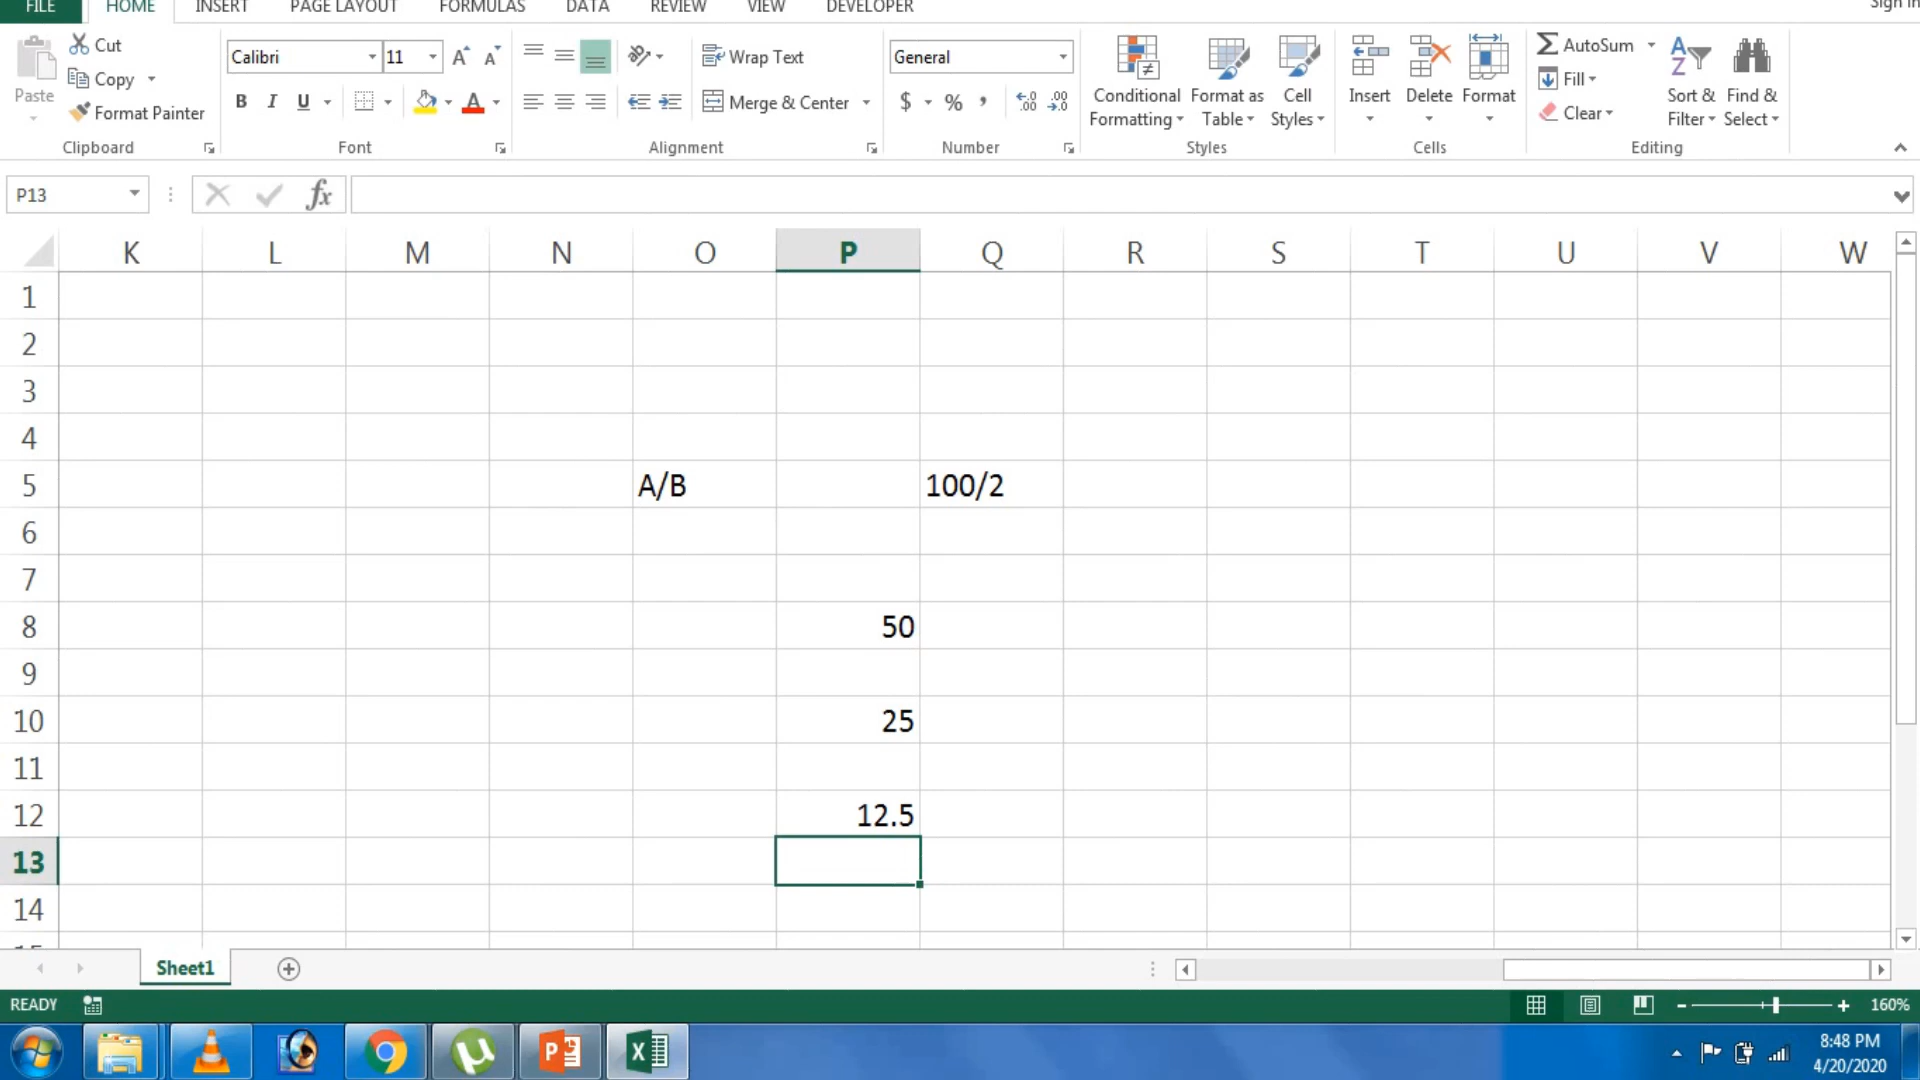 FILE HOME INSERT PAGE LAYOUT FORMULAS DATA REVIEW VIEW DEVELOPER Sign in
Paste
Cut
Copy
Format Painter
Clipboard
Calibri 11
B I U
Font
Wrap Text
Merge & Center
Alignment
General
$ % ,
Number
Conditional Formatting
Format as Table
Cell Styles
Styles
Insert Delete Format
Cells
AutoSum
Fill
Clear
Sort & Filter
Find & Select
Editing
P13 fx
K L M N O P Q R S T U V W
1
2
3
4
5 A/B 100/2
6
7
8 50
9
10 25
11
12 12.5
13
14
Sheet1
READY 160%
8:48 PM
4/20/2020